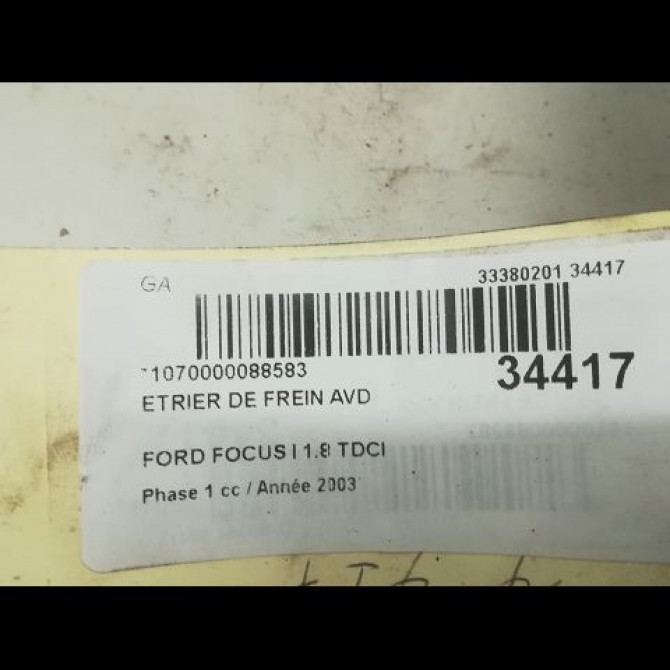 GA
33380201 34417
*1070000088583
34417
ETRIER DE FREIN AVD
FORD FOCUS I 1.8 TDCI
Phase 1 cc / Année 2003